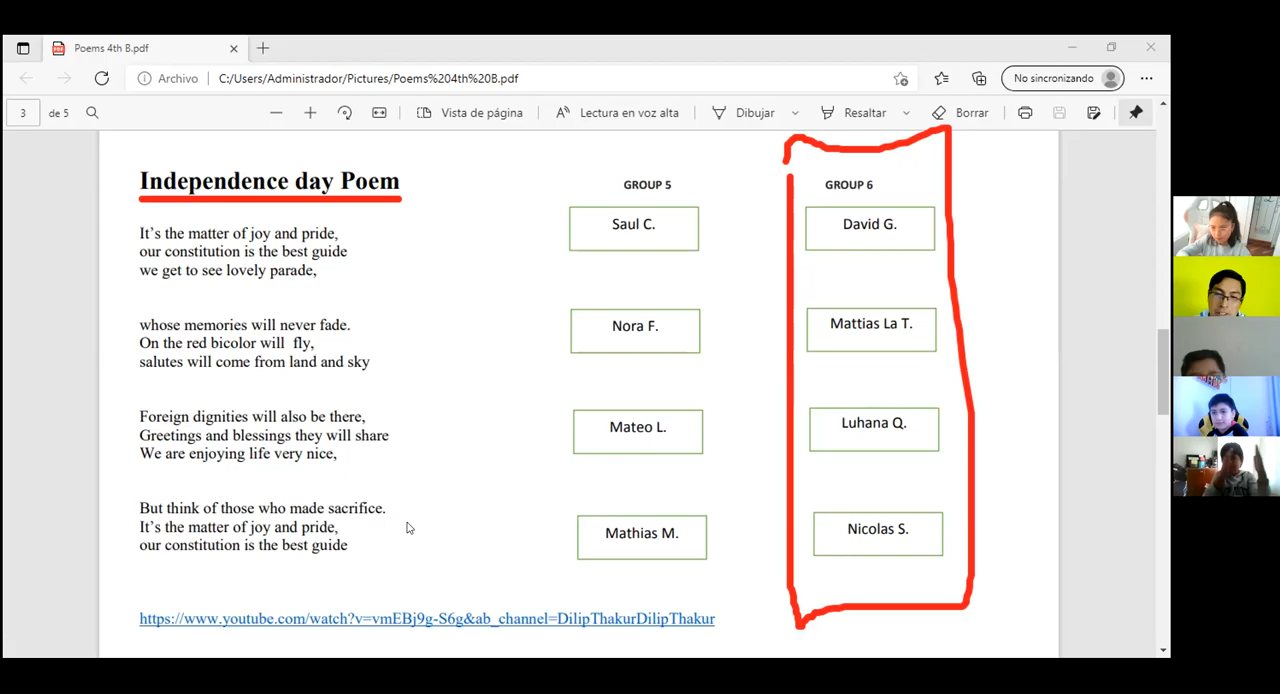 Poems 4th B.pdf
Archivo C:/Users/Administrador/Pictures/Poems%204th%20B.pdf
No sincronizando
3 de 5
Vista de página
Lectura en voz alta
Dibujar
Resaltar
Borrar
Independence day Poem
GROUP 5
GROUP 6
It's the matter of joy and pride,
our constitution is the best guide
we get to see lovely parade,
Saul C.
David G.
whose memories will never fade.
On the red bicolor will fly,
salutes will come from land and sky
Nora F.
Mattias La T.
Foreign dignities will also be there,
Greetings and blessings they will share
We are enjoying life very nice,
Mateo L.
Luhana Q.
But think of those who made sacrifice.
It's the matter of joy and pride,
our constitution is the best guide
Mathias M.
Nicolas S.
https://www.youtube.com/watch?v=vmEBj9g-S6g&ab_channel=DilipThakurDilipThakur